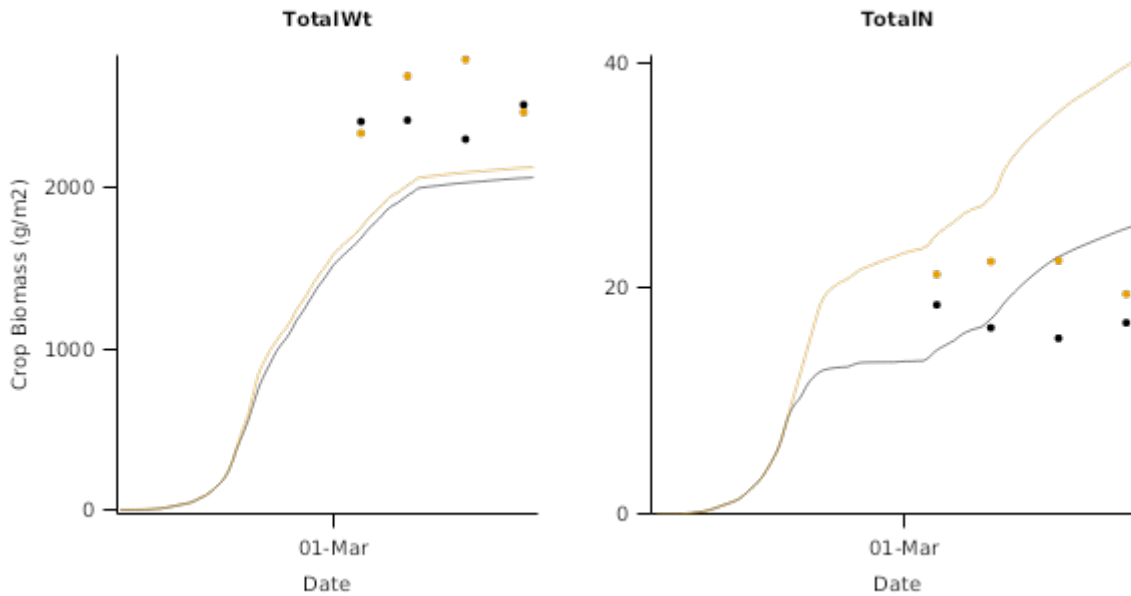 TotalWt
TotalN
Crop Biomass (g/m2)
2000
1000
0
01-Mar
Date
40
20
0
01-Mar
Date